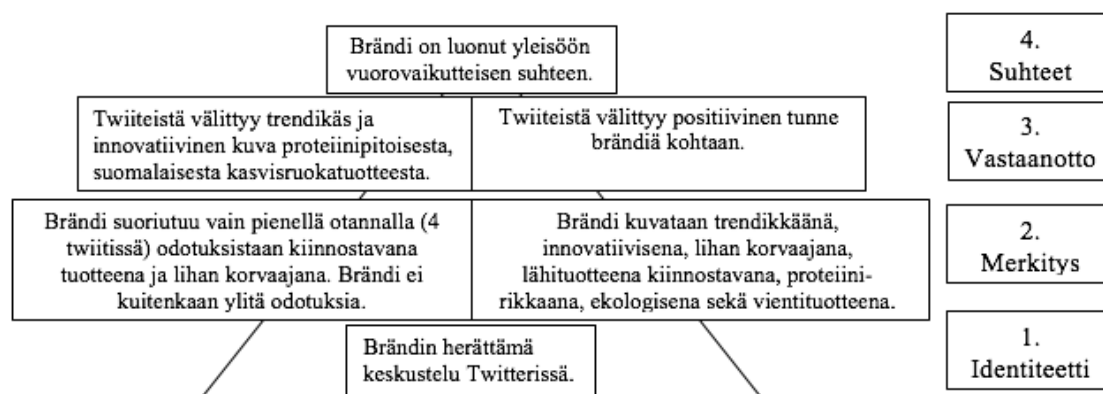 Brändi on luonut yleisöön
vuorovaikutteisen suhteen.
4.
Suhteet
Twiiteistä välittyy trendikäs ja
innovatiivinen kuva proteiinipitoisesta,
suomalaisesta kasvisruokatuotteesta.
Twiiteistä välittyy positiivinen tunne
brändiä kohtaan.
3.
Vastaanotto
Brändi suoriutuu vain pienellä otannalla (4
twiitissä) odotuksistaan kiinnostavana
tuotteena ja lihan korvaajana. Brändi ei
kuitenkaan ylitä odotuksia.
Brändi kuvataan trendikkäänä,
innovatiivisena, lihan korvaajana,
lähituotteena kiinnostavana, proteiini-
rikkaana, ekologisena sekä vientituotteena.
2.
Merkitys
Brändin herättämä
keskustelu Twitterissä.
1.
Identiteetti